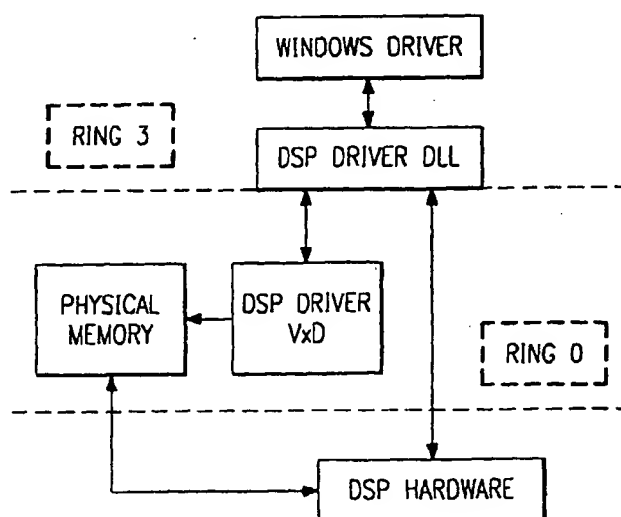 WINDOWS DRIVER
RING 3
DSP DRIVER DLL
PHYSICAL
MEMORY
DSP DRIVER
VxD
RING 0
DSP HARDWARE